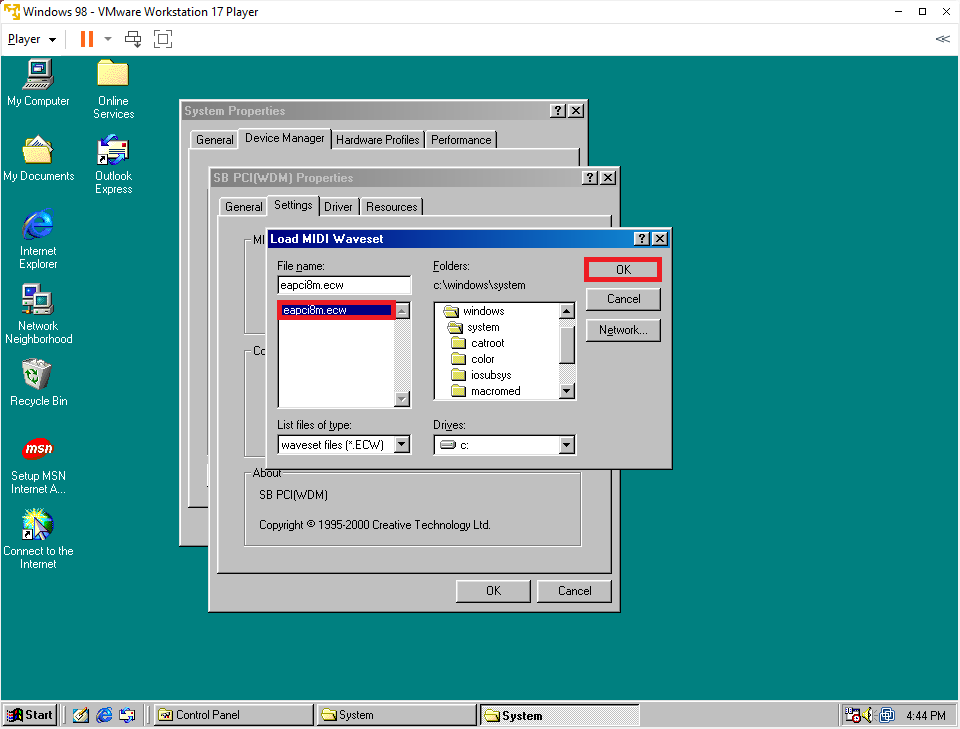 Windows 98 - VMware Workstation 17 Player
Player
My Computer
Online
Services
My Documents
Outlook
Express
Internet
Explorer
Network
Neighborhood
Recycle Bin
msn
Setup MSN
Internet A...
Connect to the
Internet
System Properties
General Device Manager Hardware Profiles Performance
SB PCI(WDM) Properties
General Settings Driver Resources
MI
Co
Load MIDI Waveset
File name:
eapci8m.ecw
eapci8m.ecw
List files of type:
waveset files (*.ECW)
Folders:
c:\windows\system
windows
system
catroot
color
iosubsys
macromed
Drives:
c:
OK
Cancel
Network...
About
SB PCI(WDM)
Copyright © 1995-2000 Creative Technology Ltd.
OK Cancel
Start Control Panel System System 4:44 PM